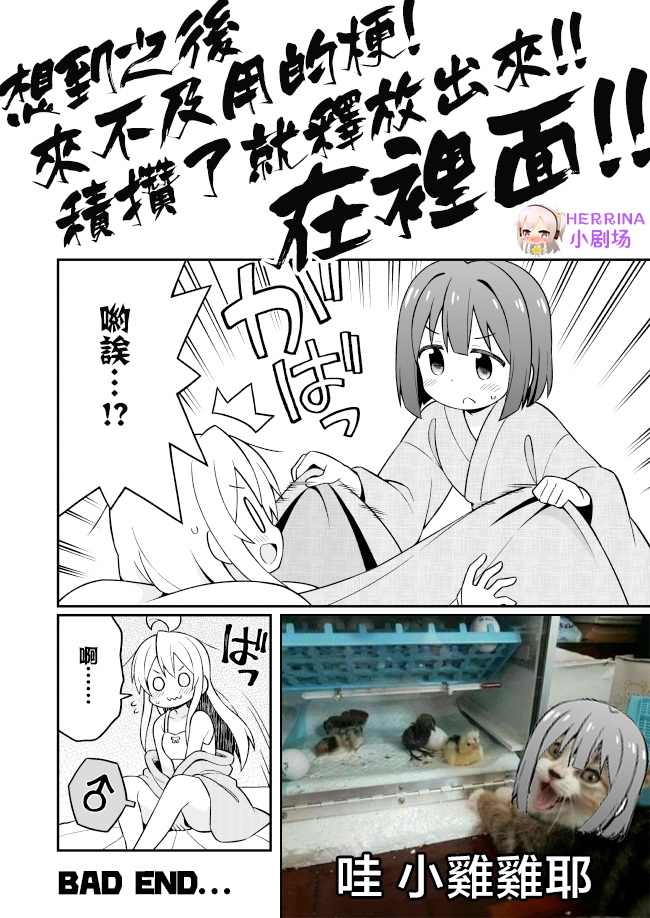 想到之後
來不及用的梗!
積攢了就釋放出來!!
在裡面!!
HERRINA
小剧场
がばっ
喲誒…!?
ばっ
啊……
♂
BAD END...
哇 小雞雞耶